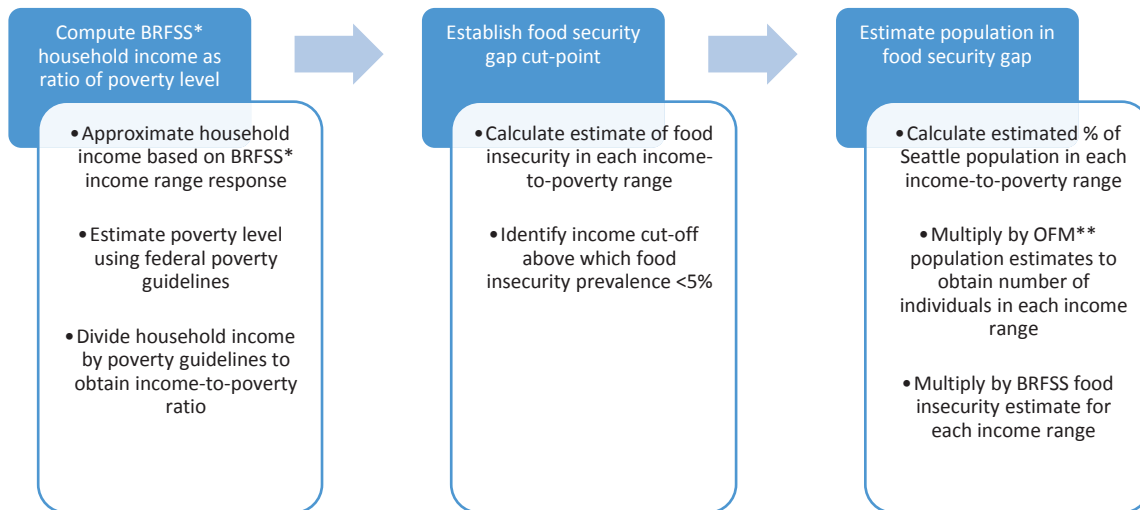 Compute BRFSS*
household income as
ratio of poverty level
•Approximate household
income based on BRFSS*
income range response
•Estimate poverty level
using federal poverty
guidelines
•Divide household income
by poverty guidelines to
obtain income-to-poverty
ratio
Establish food security
gap cut-point
•Calculate estimate of food
insecurity in each income-
to-poverty range
•Identify income cut-off
above which food
insecurity prevalence <5%
Estimate population in
food security gap
•Calculate estimated % of
Seattle population in each
income-to-poverty range
•Multiply by OFM**
population estimates to
obtain number of
individuals in each income
range
•Multiply by BRFSS food
insecurity estimate for
each income range